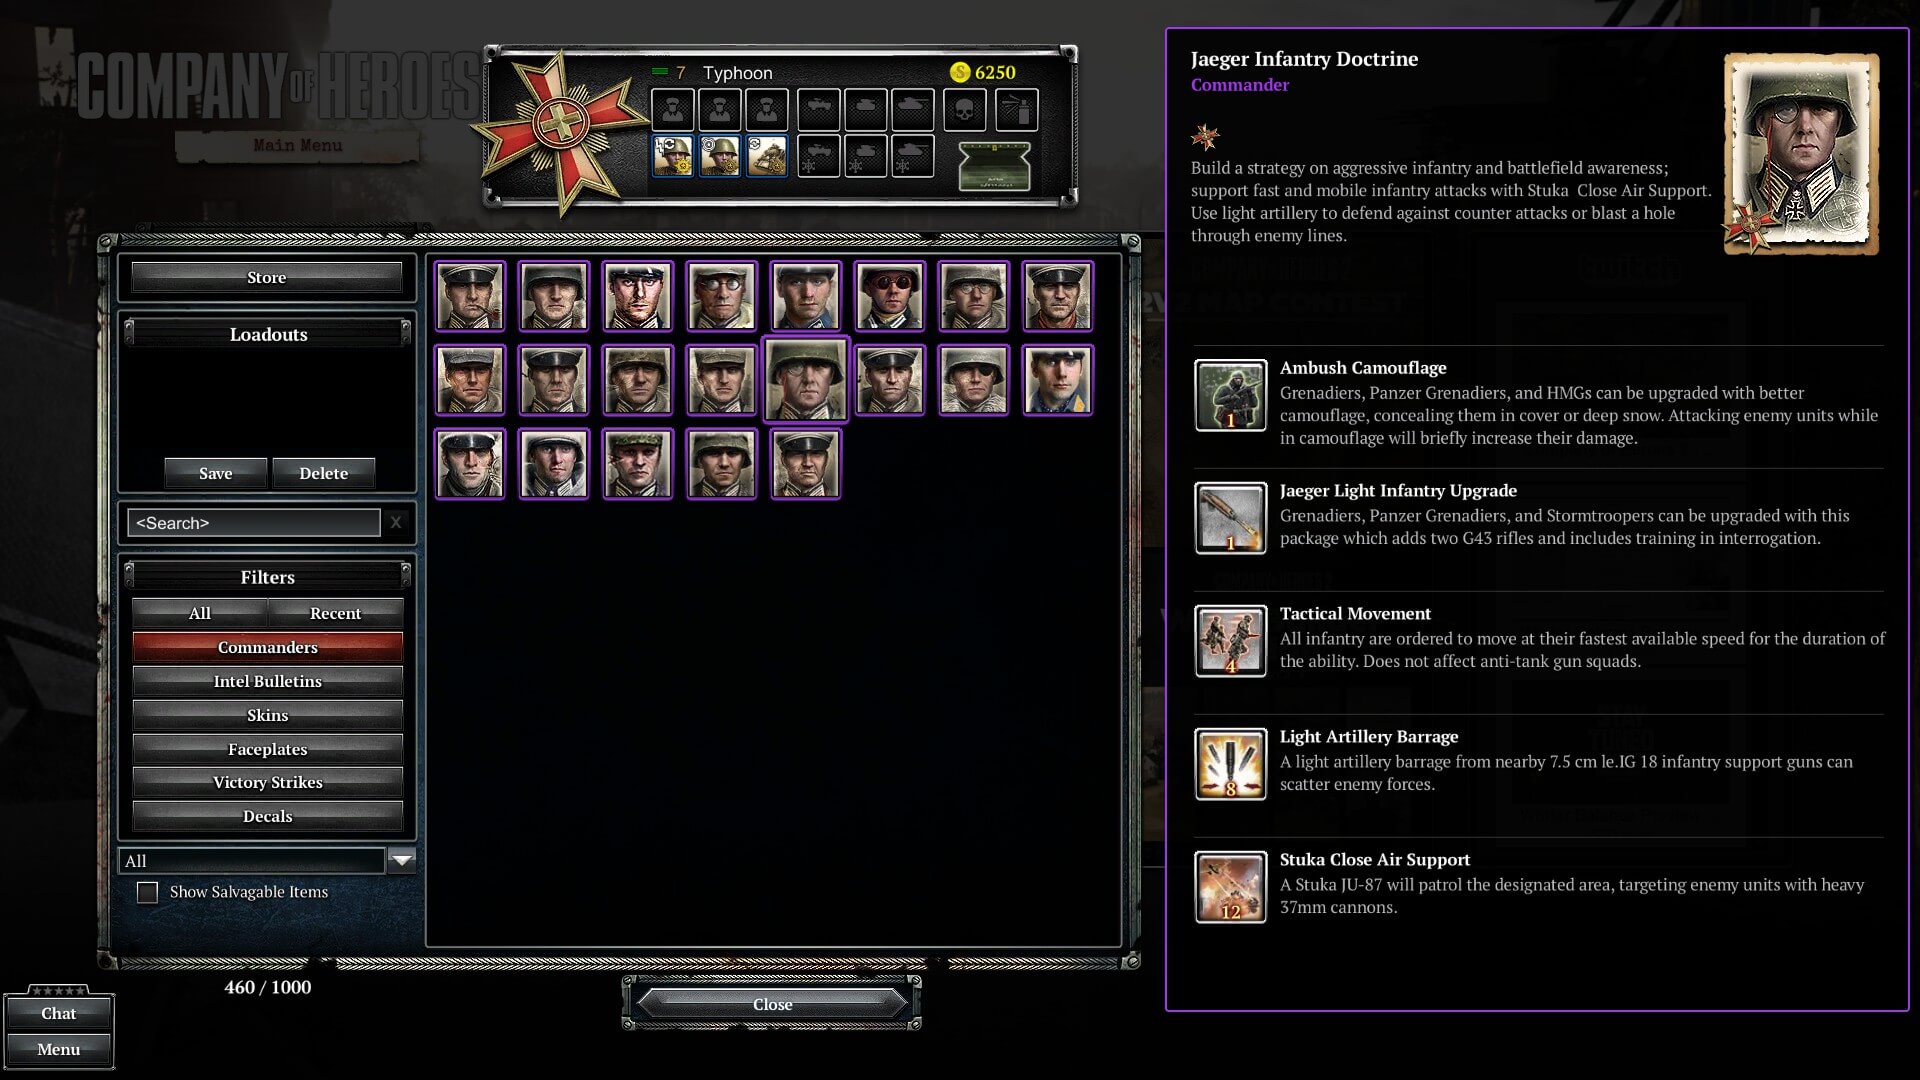 COMPANY OF HEROES
Main Menu
7 Typhoon
6250
Store
Loadouts
Save
Delete
<Search>
X
Filters
All
Recent
Commanders
Intel Bulletins
Skins
Faceplates
Victory Strikes
Decals
All
Show Salvagable Items
460 / 1000
Close
Chat
Menu
Jaeger Infantry Doctrine
Commander
Build a strategy on aggressive infantry and battlefield awareness;
support fast and mobile infantry attacks with Stuka Close Air Support.
Use light artillery to defend against counter attacks or blast a hole
through enemy lines.
Ambush Camouflage
Grenadiers, Panzer Grenadiers, and HMGs can be upgraded with better
camouflage, concealing them in cover or deep snow. Attacking enemy units while
in camouflage will briefly increase their damage.
1
Jaeger Light Infantry Upgrade
Grenadiers, Panzer Grenadiers, and Stormtroopers can be upgraded with this
package which adds two G43 rifles and includes training in interrogation.
1
Tactical Movement
All infantry are ordered to move at their fastest available speed for the duration of
the ability. Does not affect anti-tank gun squads.
4
Light Artillery Barrage
A light artillery barrage from nearby 7.5 cm le.IG 18 infantry support guns can
scatter enemy forces.
8
Stuka Close Air Support
A Stuka JU-87 will patrol the designated area, targeting enemy units with heavy
37mm cannons.
12